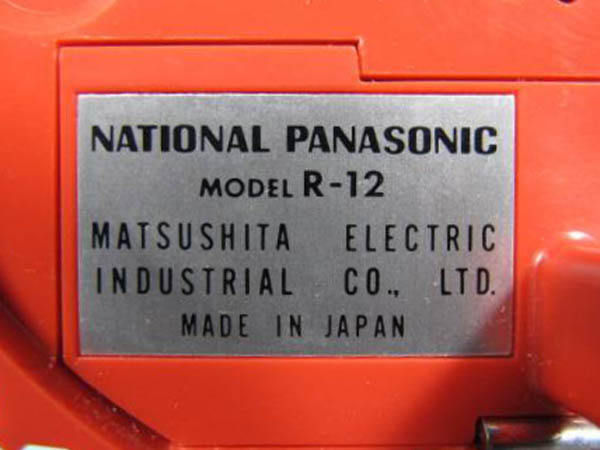 NATIONAL PANASONIC
MODEL R-12
MATSUSHITA ELECTRIC
INDUSTRIAL CO., LTD.
MADE IN JAPAN